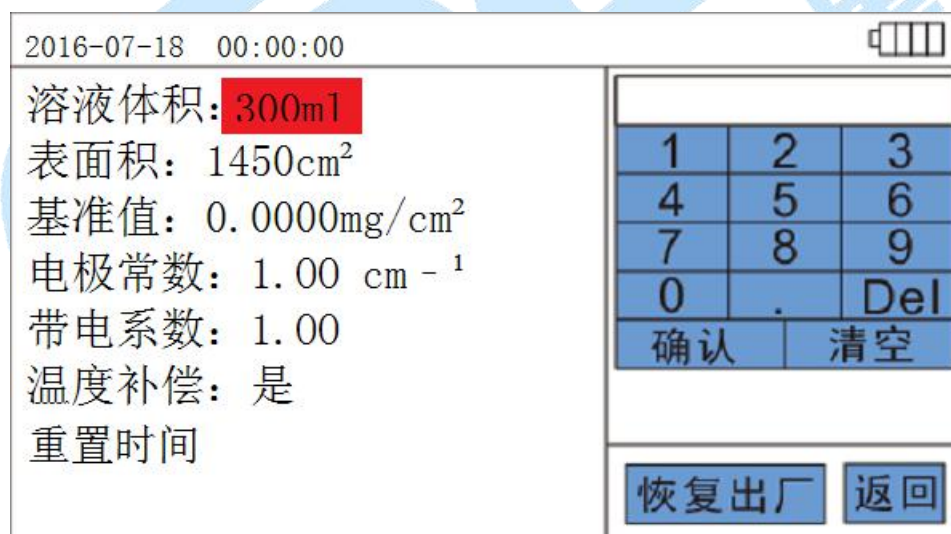 2016-07-18 00:00:00
溶液体积：300ml
表面积：1450cm²
基准值：0.0000mg/cm²
电极常数：1.00 cm-¹
带电系数：1.00
温度补偿：是
重置时间
1 2 3
4 5 6
7 8 9
0 . Del
确认 清空
恢复出厂 返回